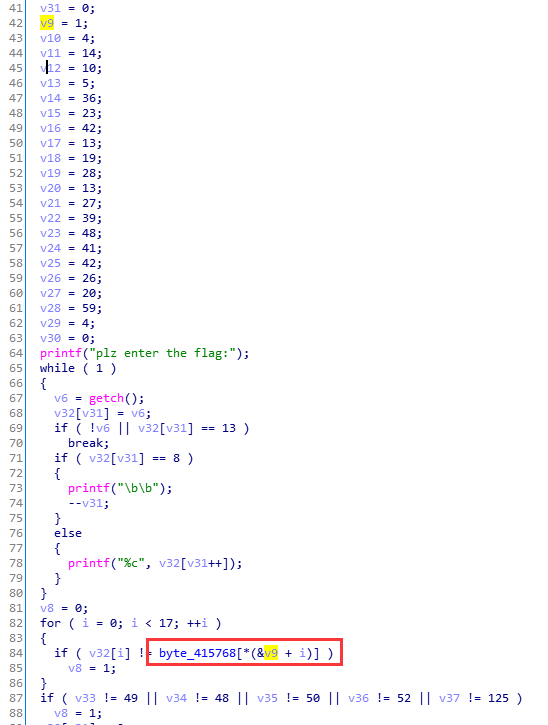 41 v31 = 0;
42 v9 = 1;
43 v10 = 4;
44 v11 = 14;
45 v12 = 10;
46 v13 = 5;
47 v14 = 36;
48 v15 = 23;
49 v16 = 42;
50 v17 = 13;
51 v18 = 19;
52 v19 = 28;
53 v20 = 13;
54 v21 = 27;
55 v22 = 39;
56 v23 = 48;
57 v24 = 41;
58 v25 = 42;
59 v26 = 26;
60 v27 = 20;
61 v28 = 59;
62 v29 = 4;
63 v30 = 0;
64 printf("plz enter the flag:");
65 while ( 1 )
66 {
67 v6 = getch();
68 v32[v31] = v6;
69 if ( !v6 || v32[v31] == 13 )
70 break;
71 if ( v32[v31] == 8 )
72 {
73 printf("\b\b");
74 --v31;
75 }
76 else
77 {
78 printf("%c", v32[v31++]);
79 }
80 }
81 v8 = 0;
82 for ( i = 0; i < 17; ++i )
83 {
84 if ( v32[i] != byte_415768[*(&v9 + i)] )
85 v8 = 1;
86 }
87 if ( v33 != 49 || v34 != 48 || v35 != 50 || v36 != 52 || v37 != 125 )
88 v8 = 1;